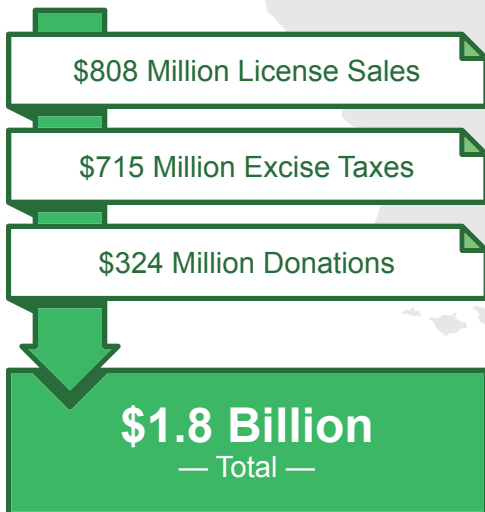 $808 Million License Sales
$715 Million Excise Taxes
$324 Million Donations
$1.8 Billion
— Total —